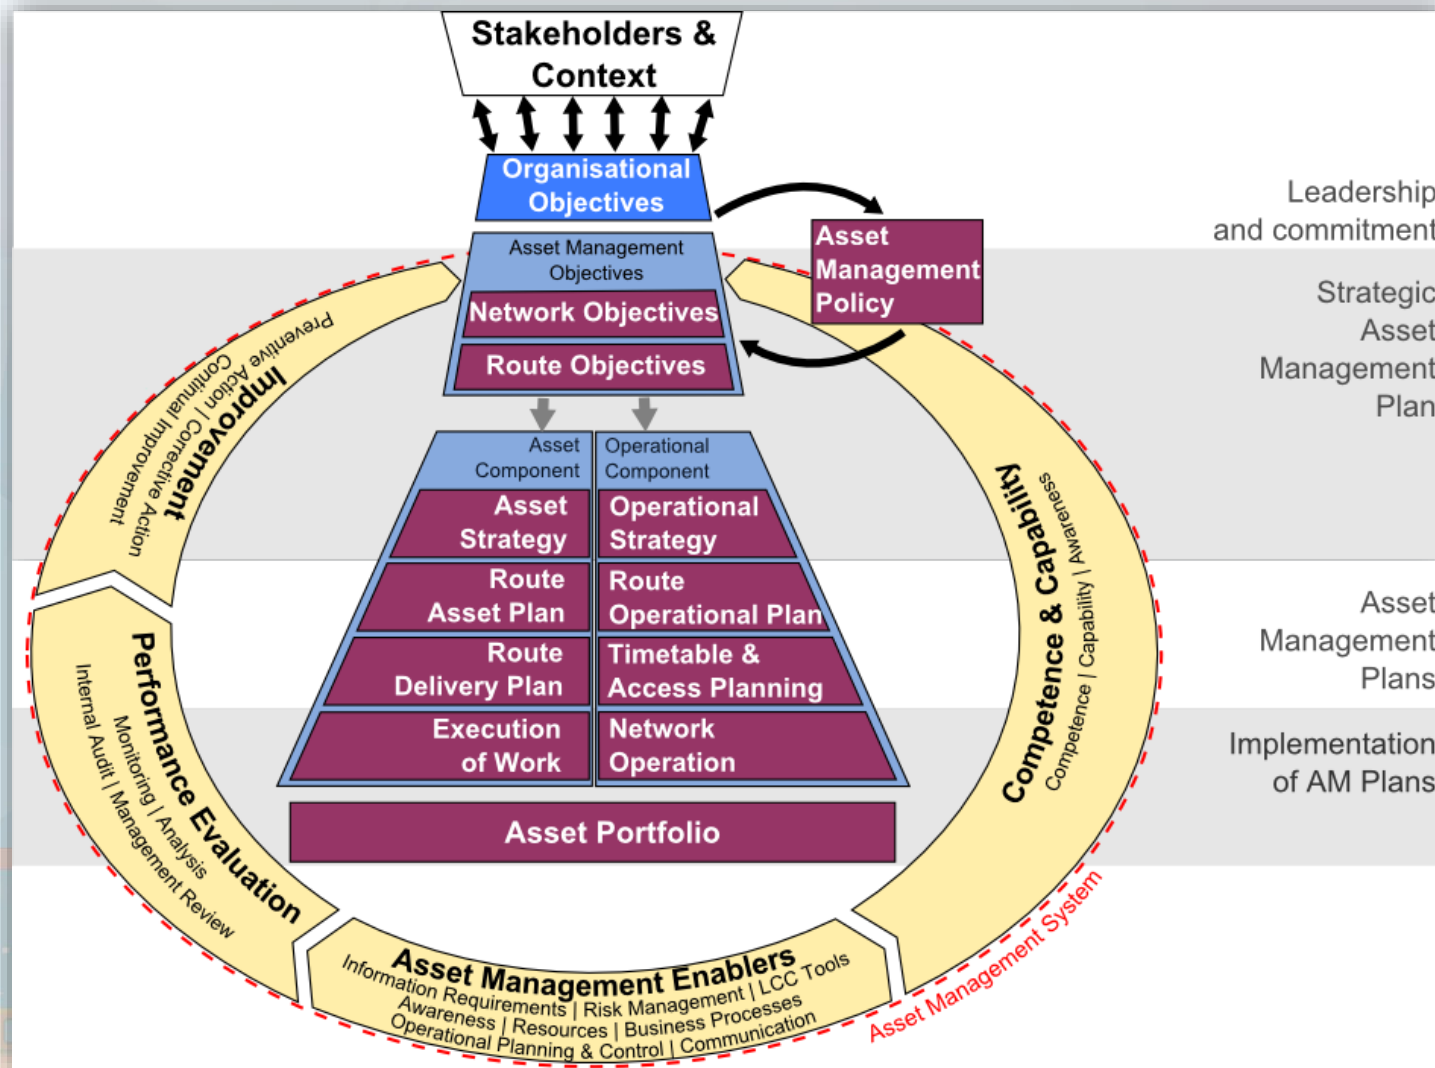 Stakeholders &
Context
Organisational
Objectives
Asset Management
Objectives
Network Objectives
Route Objectives
Asset
Management
Policy
Leadership
and commitment
Strategic
Asset
Management
Plan
Asset
Component
Operational
Component
Asset
Strategy
Operational
Strategy
Route
Asset Plan
Route
Operational Plan
Route
Delivery Plan
Timetable &
Access Planning
Execution
of Work
Network
Operation
Asset Portfolio
Asset
Management
Plans
Implementation
of AM Plans
Improvement
Preventive Action | Corrective Action
Continual Improvement
Performance Evaluation
Monitoring | Analysis
Internal Audit | Management Review
Asset Management Enablers
Information Requirements | Risk Management | LCC Tools
Awareness | Resources | Business Processes
Operational Planning & Control | Communication
Competence & Capability
Competence | Capability | Awareness
Asset Management System